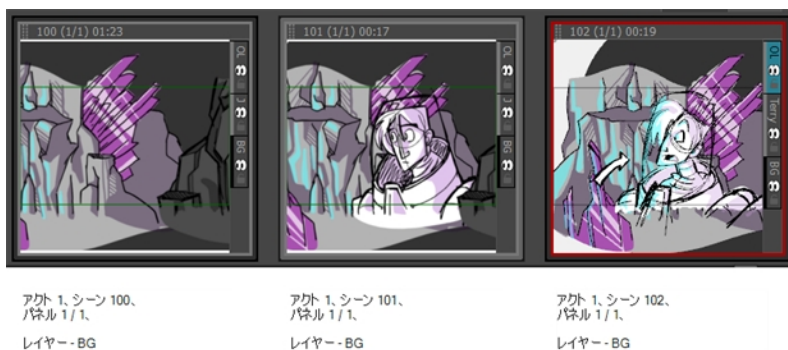 100 (1/1) 01:23
OL
J
BG
101 (1/1) 00:17
OL
J
BG
102 (1/1) 00:19
OL
Terry
BG
アクト 1、シーン 100、
パネル 1 / 1、
レイヤー - BG
アクト 1、シーン 101、
パネル 1 / 1、
レイヤー - BG
アクト 1、シーン 102、
パネル 1 / 1、
レイヤー - BG